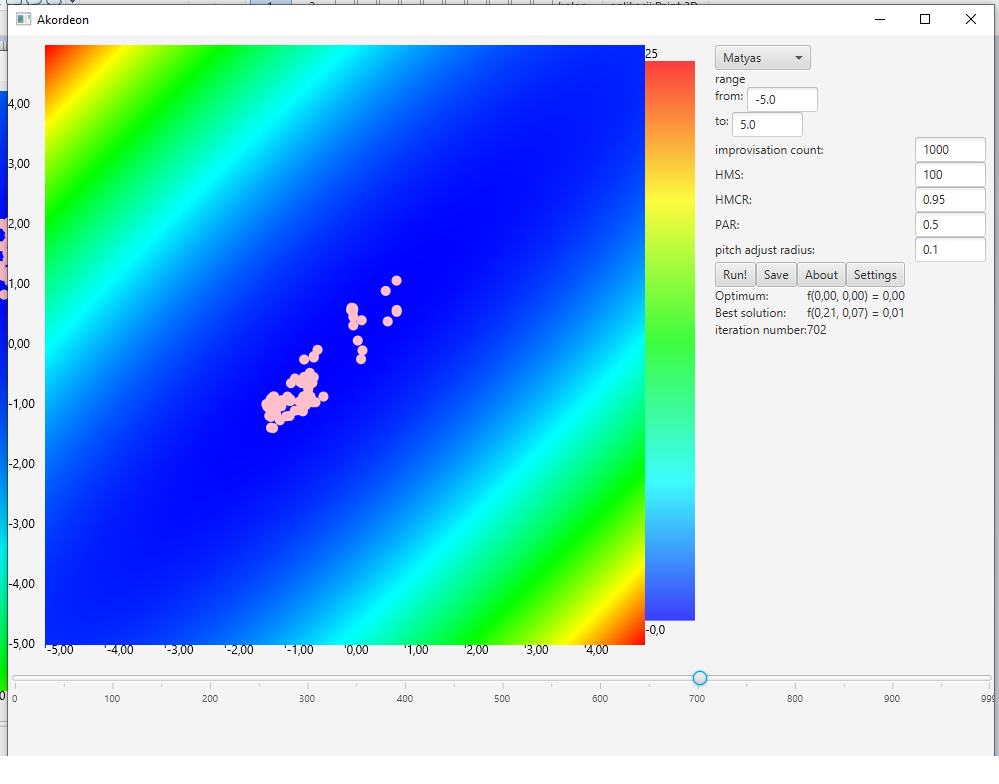 Akordeon
25
4,00
3,00
2,00
1,00
0,00
-1,00
-2,00
-3,00
-4,00
-5,00
-0,0
'-5,00 '-4,00 '-3,00 '-2,00 '-1,00 '0,00 '1,00 '2,00 '3,00 '4,00
Matyas
range
from: -5.0
to: 5.0
improvisation count: 1000
HMS: 100
HMCR: 0.95
PAR: 0.5
pitch adjust radius: 0.1
Run! Save About Settings
Optimum: f(0,00, 0,00) = 0,00
Best solution: f(0,21, 0,07) = 0,01
iteration number:702
0 100 200 300 400 500 600 700 800 900 999